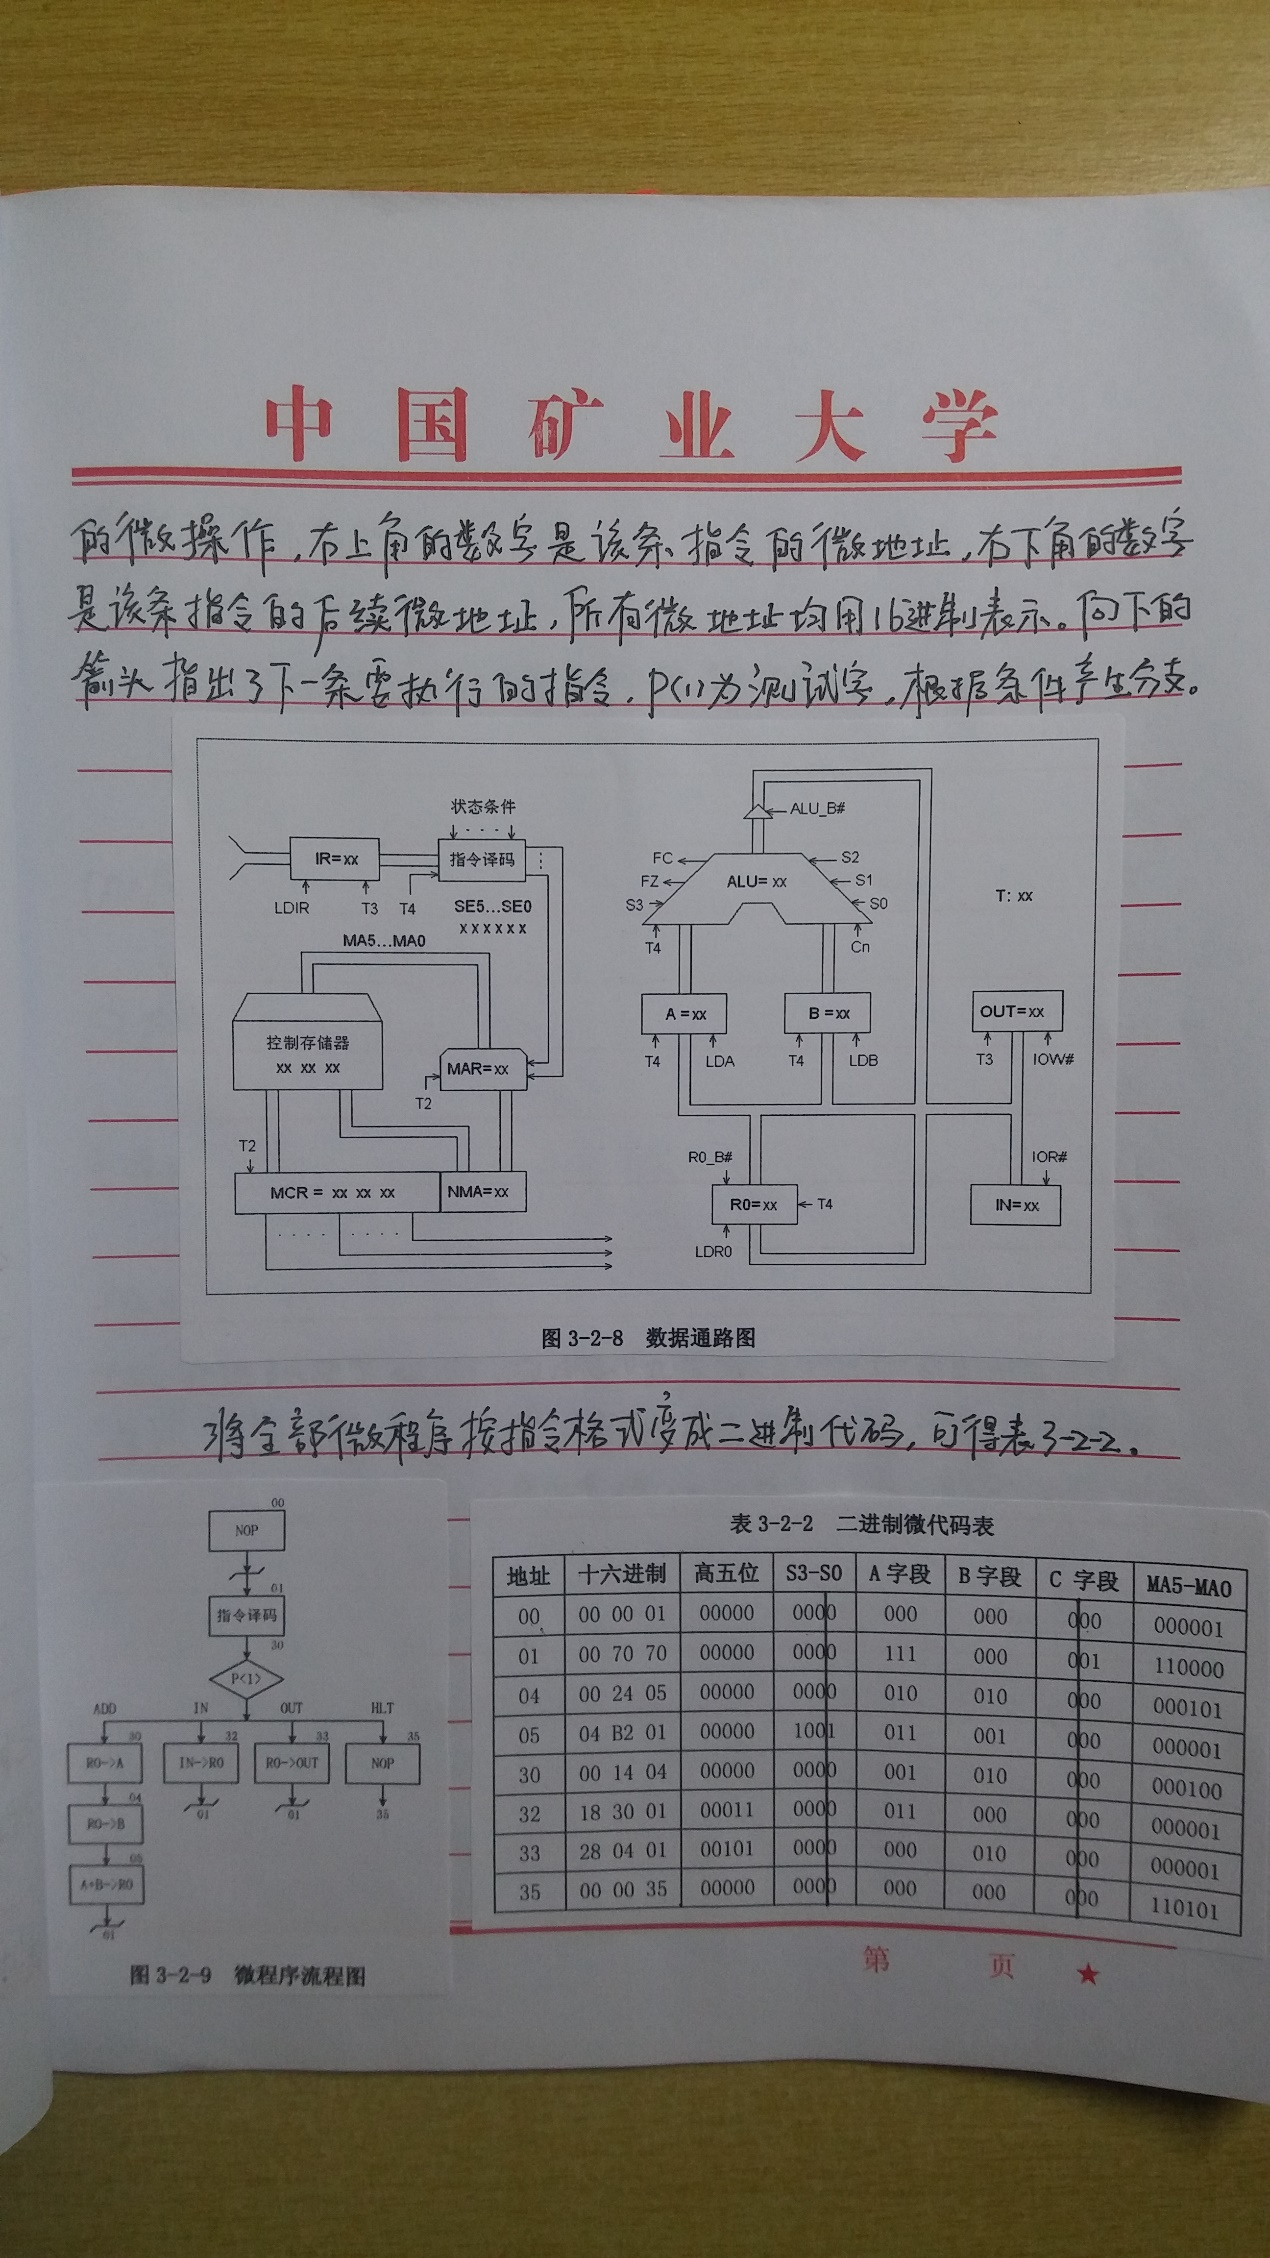 中国矿业大学
的微操作,右上角的数字是该条指令的微地址,右下角的数字
是该条指令的后续微地址,所有微地址均用16进制表示。向下的
箭头指出了下一条需执行的指令,P(1)为测试字,根据条件产生分支。
状态条件
IR=xx
指令译码
LDIR T3 T4
SE5...SE0
XXXXXX
MA5...MA0
控制存储器
xx xx xx
MAR=xx
T2
T2
MCR = xx xx xx
NMA=xx
ALU_B#
FC
FZ
S3
ALU= xx
S2
S1
S0
T4
Cn
T: xx
A =xx
B =xx
OUT=xx
T4 LDA T4 LDB T3 IOW#
R0_B#
IOR#
R0=xx
T4
IN=xx
LDR0
图 3-2-8 数据通路图
将全部微程序按指令格式变成二进制代码,可得表3-2-2。
00
NOP
01
指令译码
30
P<1>
ADD IN OUT HLT
30 32 33 35
R0->A IN->R0 R0->OUT NOP
04 01 01 35
R0->B
05
A+B->R0
01
图 3-2-9 微程序流程图
表 3-2-2 二进制微代码表
地址 十六进制 高五位 S3-S0 A 字段 B 字段 C 字段 MA5-MA0
00 00 00 01 00000 0000 000 000 000 000001
01 00 70 70 00000 0000 111 000 001 110000
04 00 24 05 00000 0000 010 010 000 000101
05 04 B2 01 00000 1001 011 001 000 000001
30 00 14 04 00000 0000 001 010 000 000100
32 18 30 01 00011 0000 011 000 000 000001
33 28 04 01 00101 0000 000 010 000 000001
35 00 00 35 00000 0000 000 000 000 110101
第 页